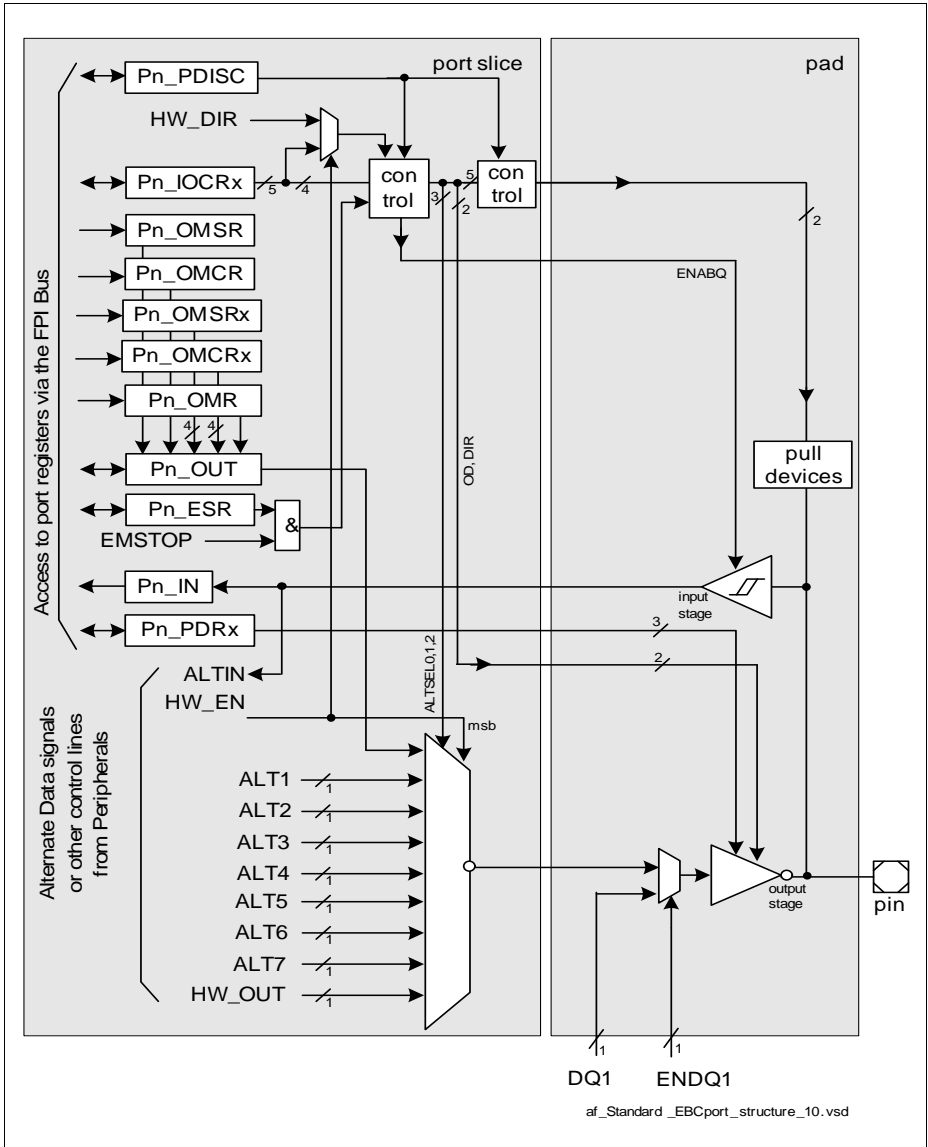 port slice
pad
Pn_PDISC
HW_DIR
Pn_IOCRx
5
4
con
trol
3
2
5
con
trol
2
Pn_OMSR
Pn_OMCR
Pn_OMSRx
Pn_OMCRx
Pn_OMR
4
4
Pn_OUT
Pn_ESR
EMSTOP
&
ENABQ
OD, DIR
pull
devices
Pn_IN
input
stage
Pn_PDRx
3
2
Access to port registers via the FPI Bus
ALTIN
HW_EN
ALTSEL0,1,2
msb
Alternate Data signals
or other control lines
from Peripherals
ALT1
1
ALT2
1
ALT3
1
ALT4
1
ALT5
1
ALT6
1
ALT7
1
HW_OUT
1
output
stage
pin
1
1
DQ1
ENDQ1
af_Standard _EBCport_structure_10.vsd